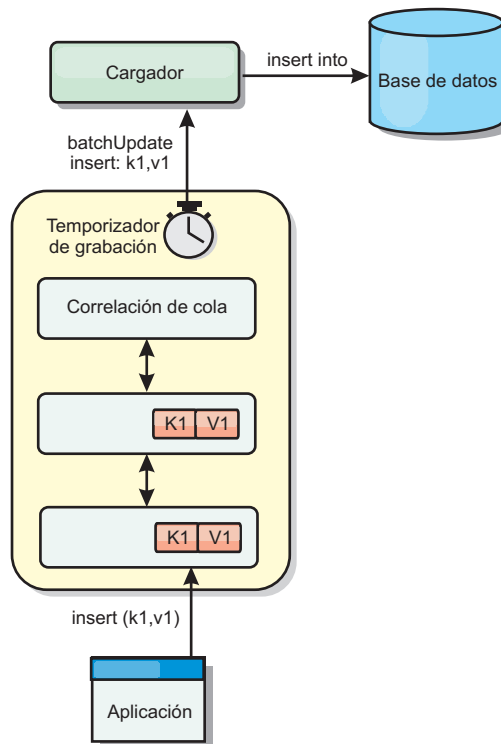 Cargador
insert into
Base de datos
batchUpdate
insert: k1,v1
Temporizador
de grabación
Correlación de cola
K1 V1
K1 V1
insert (k1,v1)
Aplicación